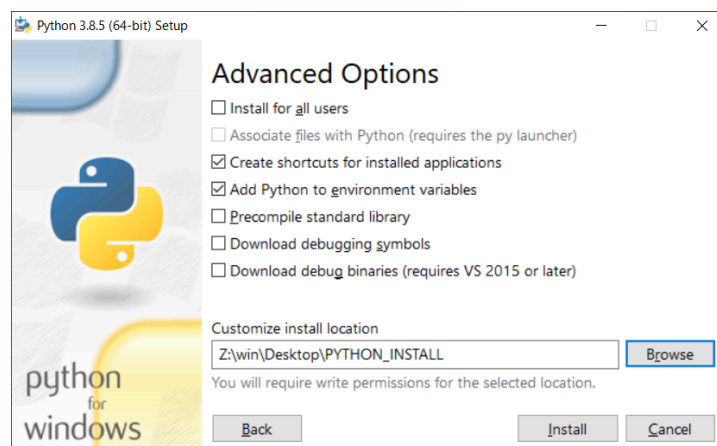 Python 3.8.5 (64-bit) Setup
Advanced Options
Install for all users
Associate files with Python (requires the py launcher)
Create shortcuts for installed applications
Add Python to environment variables
Precompile standard library
Download debugging symbols
Download debug binaries (requires VS 2015 or later)
Customize install location
Z:\win\Desktop\PYTHON_INSTALL
Browse
You will require write permissions for the selected location.
python
for
windows
Back
Install
Cancel